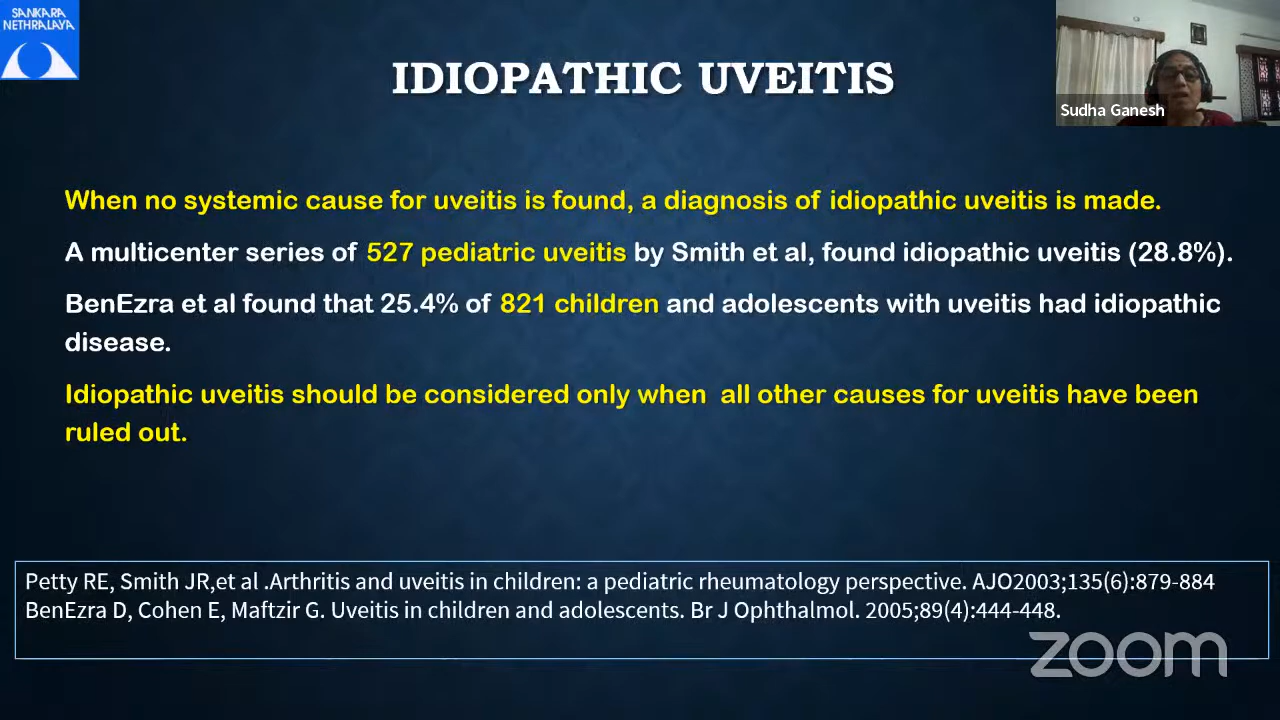 SANKARA
NETHRALAYA
IDIOPATHIC UVEITIS
Sudha Ganesh
When no systemic cause for uveitis is found, a diagnosis of idiopathic uveitis is made.
A multicenter series of 527 pediatric uveitis by Smith et al, found idiopathic uveitis (28.8%).
BenEzra et al found that 25.4% of 821 children and adolescents with uveitis had idiopathic
disease.
Idiopathic uveitis should be considered only when all other causes for uveitis have been
ruled out.
Petty RE, Smith JR,et al .Arthritis and uveitis in children: a pediatric rheumatology perspective. AJO2003;135(6):879-884
BenEzra D, Cohen E, Maftzir G. Uveitis in children and adolescents. Br J Ophthalmol. 2005;89(4):444-448.
zoom